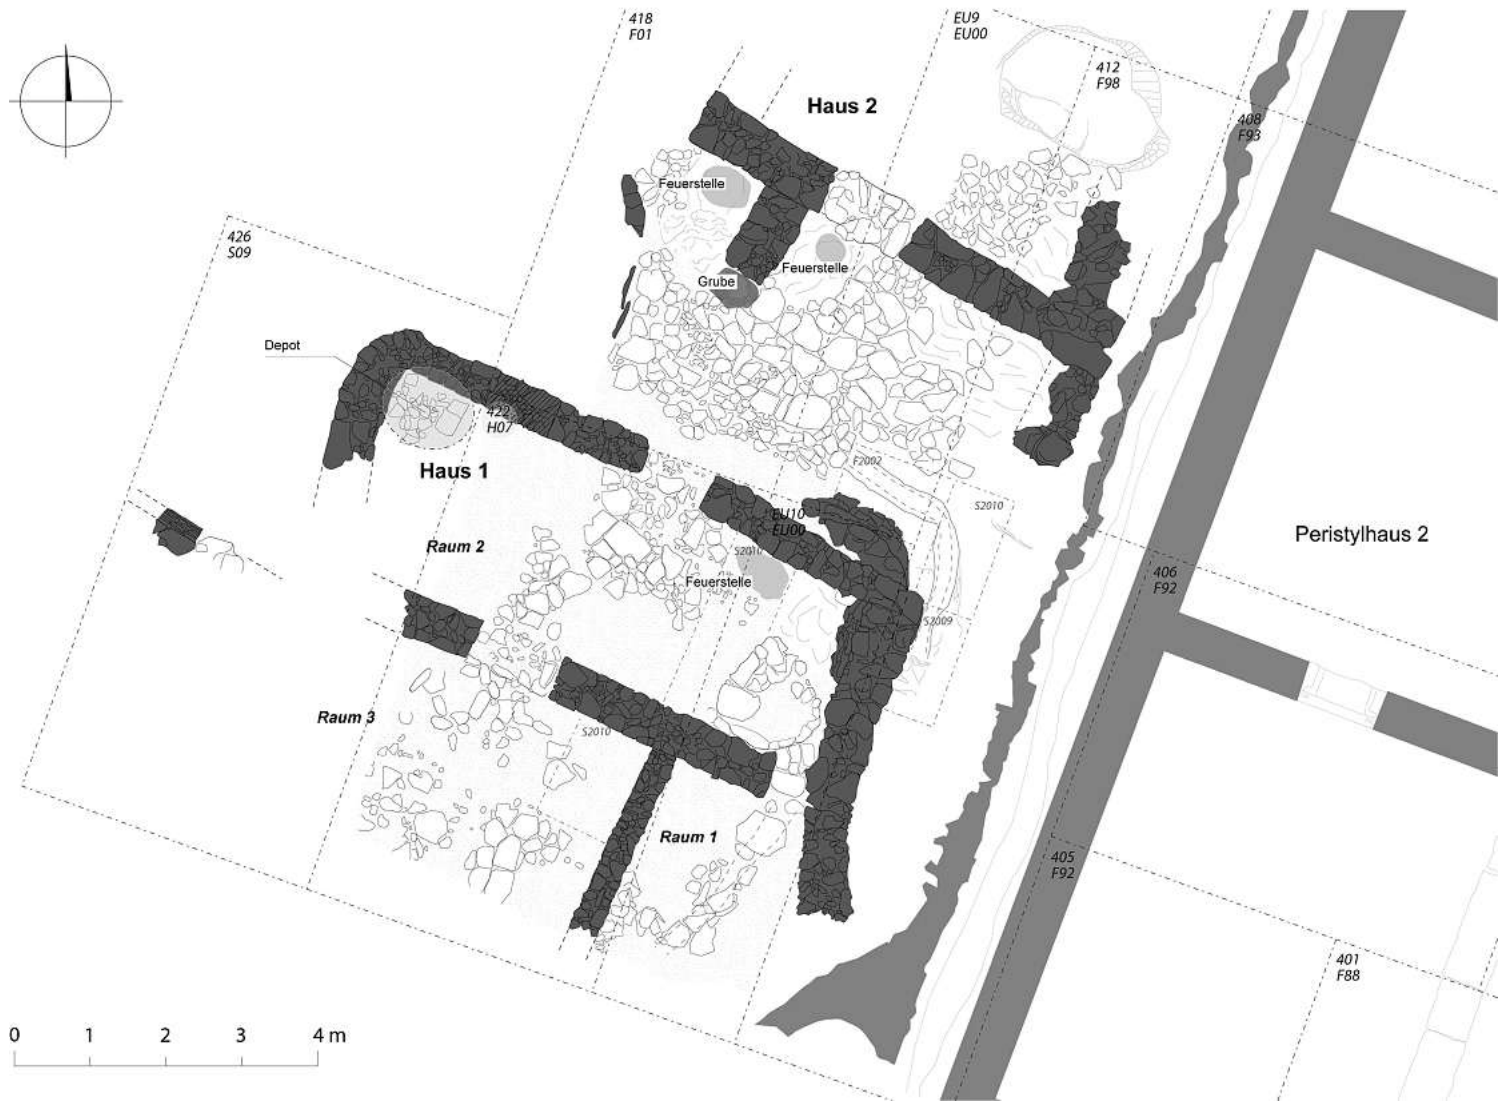 418
F01
EU9
EU00
412
F98
Haus 2
408
F93
Feuerstelle
426
S09
Feuerstelle
Grube
Depot
422
H07
Haus 1
F2002
S2010
EU10
EU00
Peristylhaus 2
Raum 2
S2010
Feuerstelle
406
F92
S2009
Raum 3
S2010
Raum 1
405
F92
401
F88
0 1 2 3 4 m